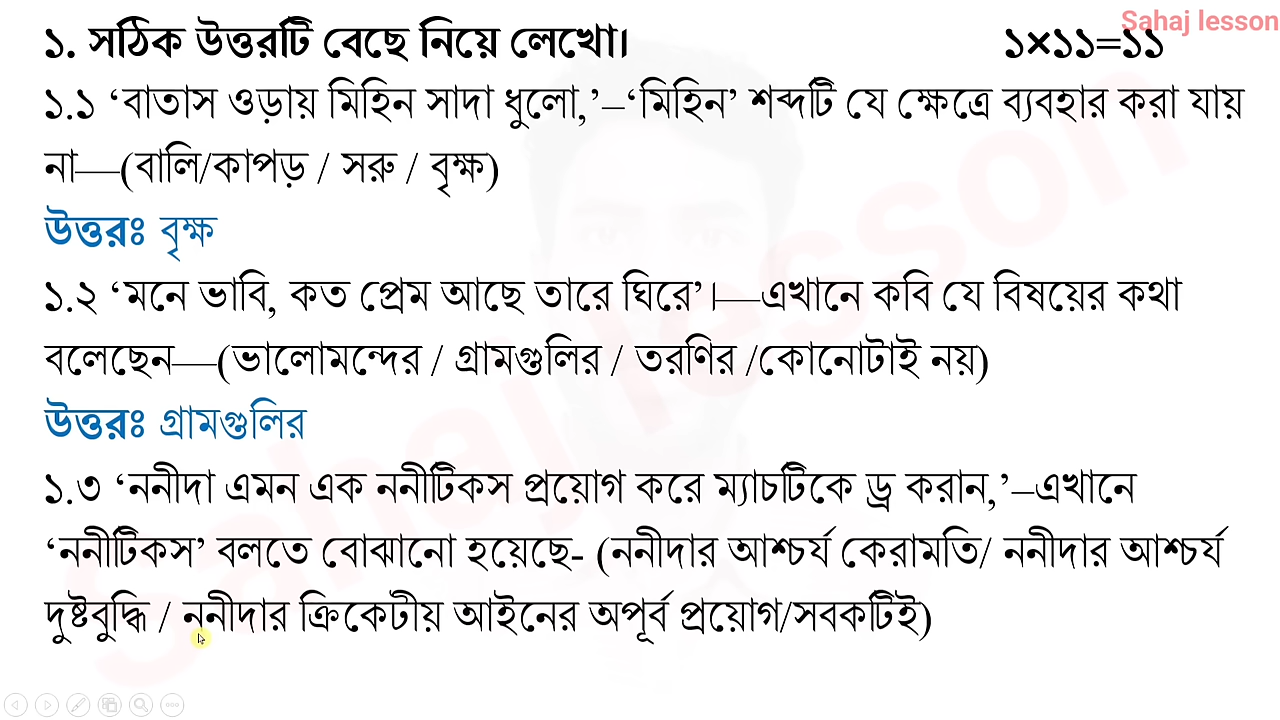 Sahaj lesson
১. সঠিক উত্তরটি বেছে নিয়ে লেখো। ১×১১=১১
১.১ ‘বাতাস ওড়ায় মিহিন সাদা ধুলো,’–‘মিহিন’ শব্দটি যে ক্ষেত্রে ব্যবহার করা যায়
না—(বালি/কাপড় / সরু / বৃক্ষ)
উত্তরঃ বৃক্ষ
১.২ ‘মনে ভাবি, কত প্রেম আছে তারে ঘিরে’।—এখানে কবি যে বিষয়ের কথা
বলেছেন—(ভালোমন্দের / গ্রামগুলির / তরণির /কোনোটাই নয়)
উত্তরঃ গ্রামগুলির
১.৩ ‘ননীদা এমন এক ননীটিকস প্রয়োগ করে ম্যাচটিকে ড্র করান,’–এখানে
‘ননীটিকস’ বলতে বোঝানো হয়েছে- (ননীদার আশ্চর্য কেরামতি/ ননীদার আশ্চর্য
দুষ্টবুদ্ধি / ননীদার ক্রিকেটীয় আইনের অপূর্ব প্রয়োগ/সবকটিই)
Sahaj lesson